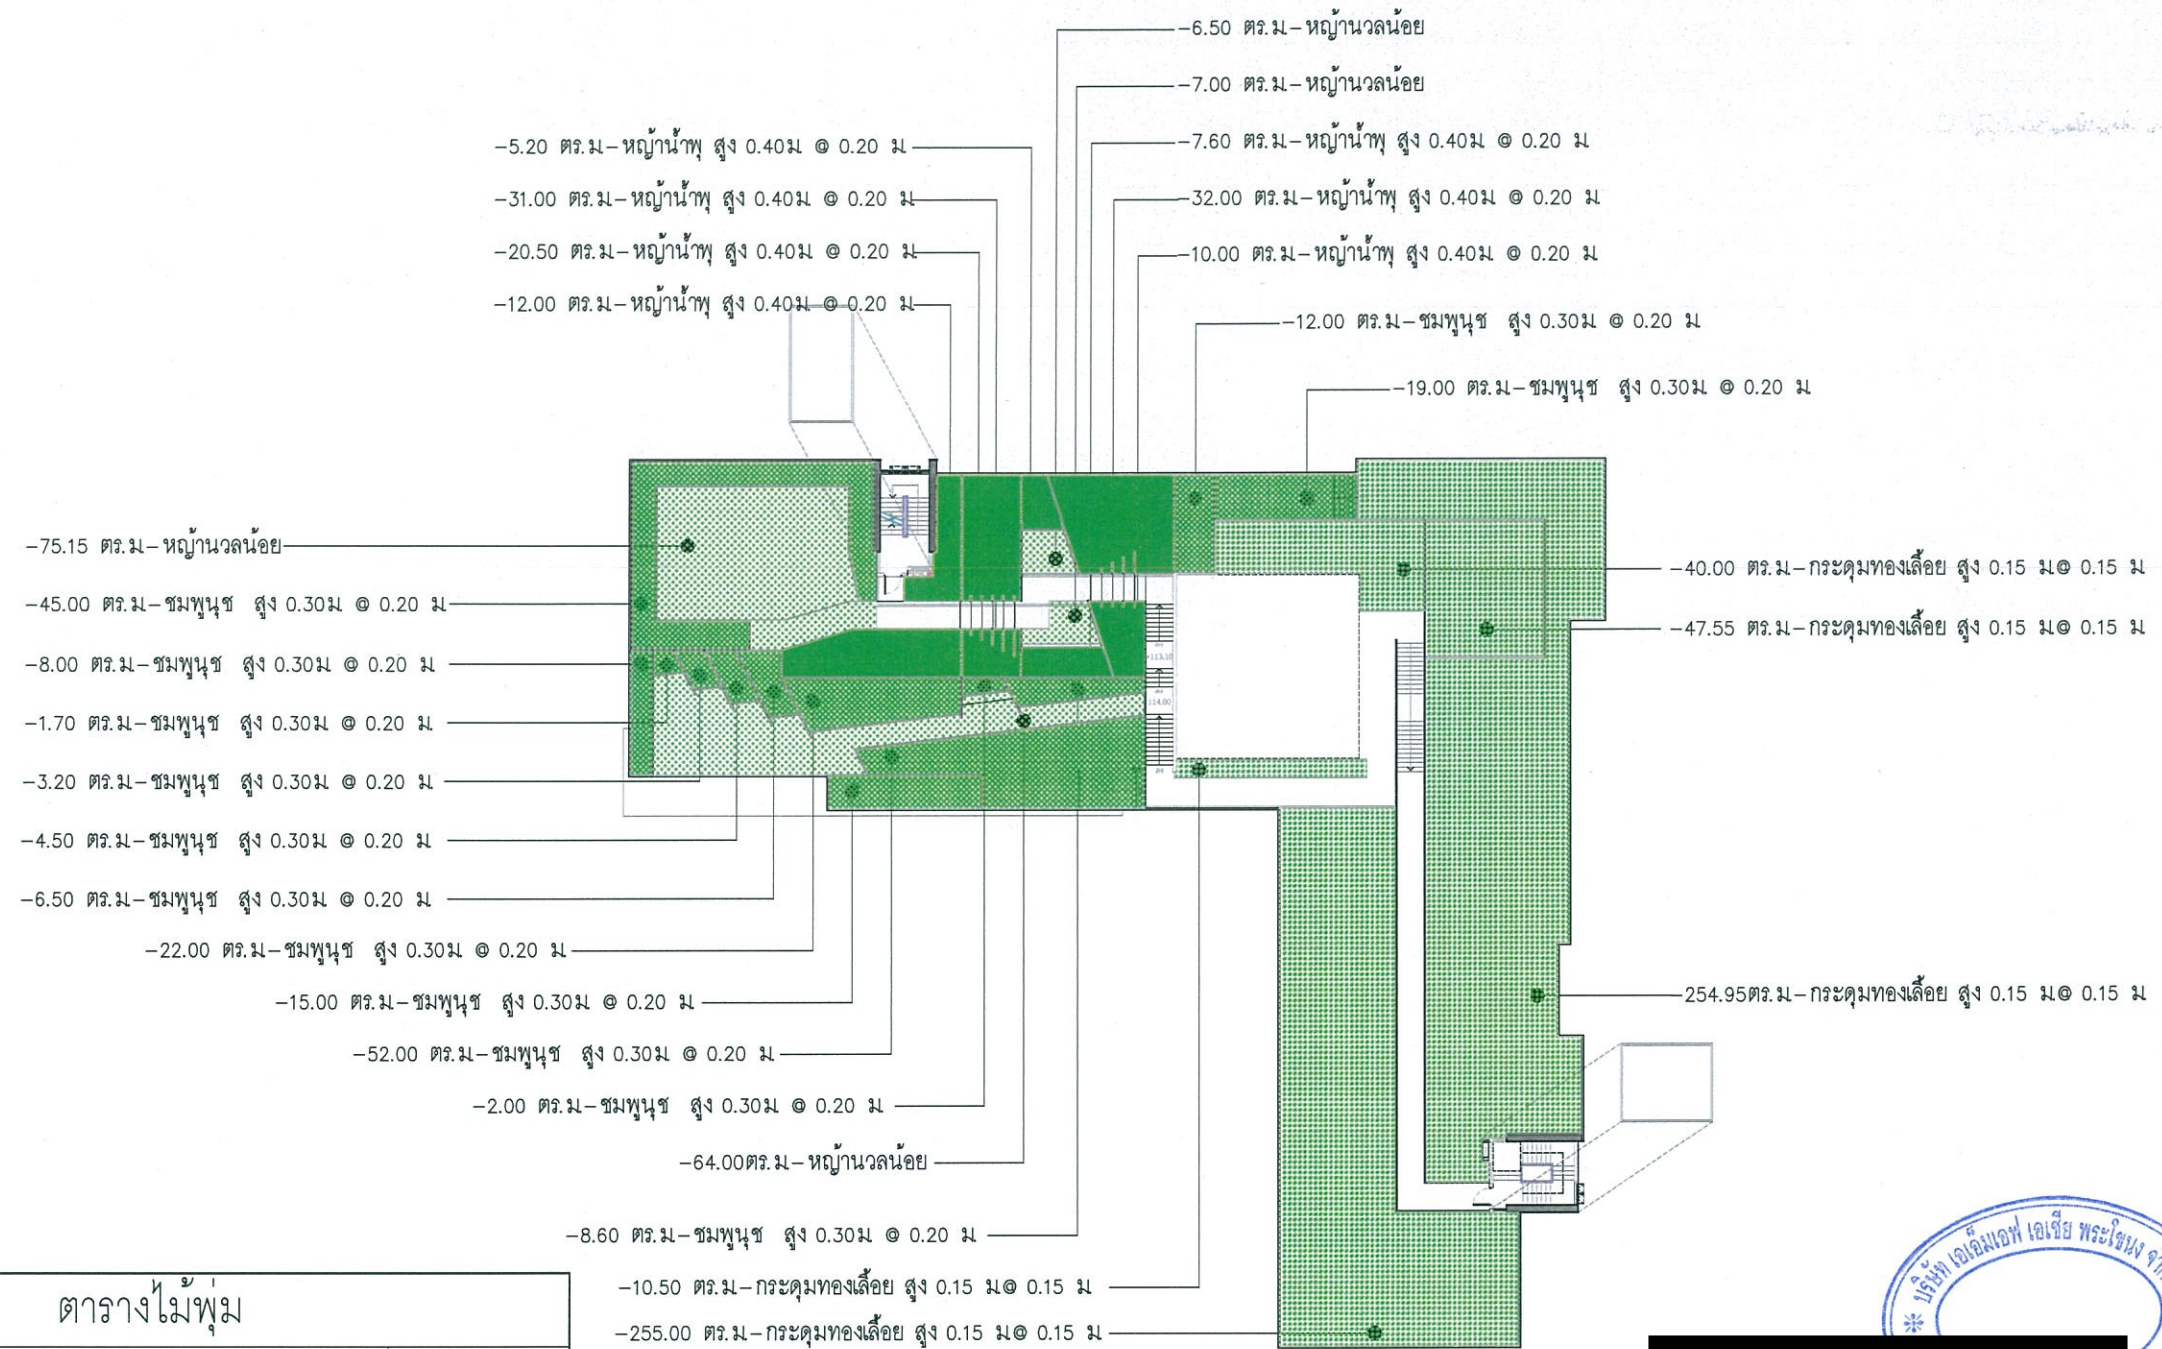 -6.50 ตร.ม-หญ้านวลน้อย
-7.00 ตร.ม-หญ้านวลน้อย
-5.20 ตร.ม-หญ้าน้ำพุ สูง 0.40ม @ 0.20 ม
-7.60 ตร.ม-หญ้าน้ำพุ สูง 0.40ม @ 0.20 ม
-31.00 ตร.ม-หญ้าน้ำพุ สูง 0.40ม @ 0.20 ม
-32.00 ตร.ม-หญ้าน้ำพุ สูง 0.40ม @ 0.20 ม
-20.50 ตร.ม-หญ้าน้ำพุ สูง 0.40ม @ 0.20 ม
-10.00 ตร.ม-หญ้าน้ำพุ สูง 0.40ม @ 0.20 ม
-12.00 ตร.ม-หญ้าน้ำพุ สูง 0.40ม @ 0.20 ม
-12.00 ตร.ม-ชมพูนุช สูง 0.30ม @ 0.20 ม
-19.00 ตร.ม-ชมพูนุช สูง 0.30ม @ 0.20 ม
-75.15 ตร.ม-หญ้านวลน้อย
-40.00 ตร.ม-กระดุมทองเลื้อย สูง 0.15 ม@ 0.15 ม
-45.00 ตร.ม-ชมพูนุช สูง 0.30ม @ 0.20 ม
-47.55 ตร.ม-กระดุมทองเลื้อย สูง 0.15 ม@ 0.15 ม
-8.00 ตร.ม-ชมพูนุช สูง 0.30ม @ 0.20 ม
+113.10
114.00
-1.70 ตร.ม-ชมพูนุช สูง 0.30ม @ 0.20 ม
-3.20 ตร.ม-ชมพูนุช สูง 0.30ม @ 0.20 ม
-4.50 ตร.ม-ชมพูนุช สูง 0.30ม @ 0.20 ม
-6.50 ตร.ม-ชมพูนุช สูง 0.30ม @ 0.20 ม
-22.00 ตร.ม-ชมพูนุช สูง 0.30ม @ 0.20 ม
-15.00 ตร.ม-ชมพูนุช สูง 0.30ม @ 0.20 ม
254.95ตร.ม-กระดุมทองเลื้อย สูง 0.15 ม@ 0.15 ม
-52.00 ตร.ม-ชมพูนุช สูง 0.30ม @ 0.20 ม
-2.00 ตร.ม-ชมพูนุช สูง 0.30ม @ 0.20 ม
-64.00ตร.ม-หญ้านวลน้อย
-8.60 ตร.ม-ชมพูนุช สูง 0.30ม @ 0.20 ม
-10.50 ตร.ม-กระดุมทองเลื้อย สูง 0.15 ม@ 0.15 ม
-255.00 ตร.ม-กระดุมทองเลื้อย สูง 0.15 ม@ 0.15 ม
ตารางไม้พุ่ม
บริษัท เอเอ็มเอฟ เอเชีย พระโขนง